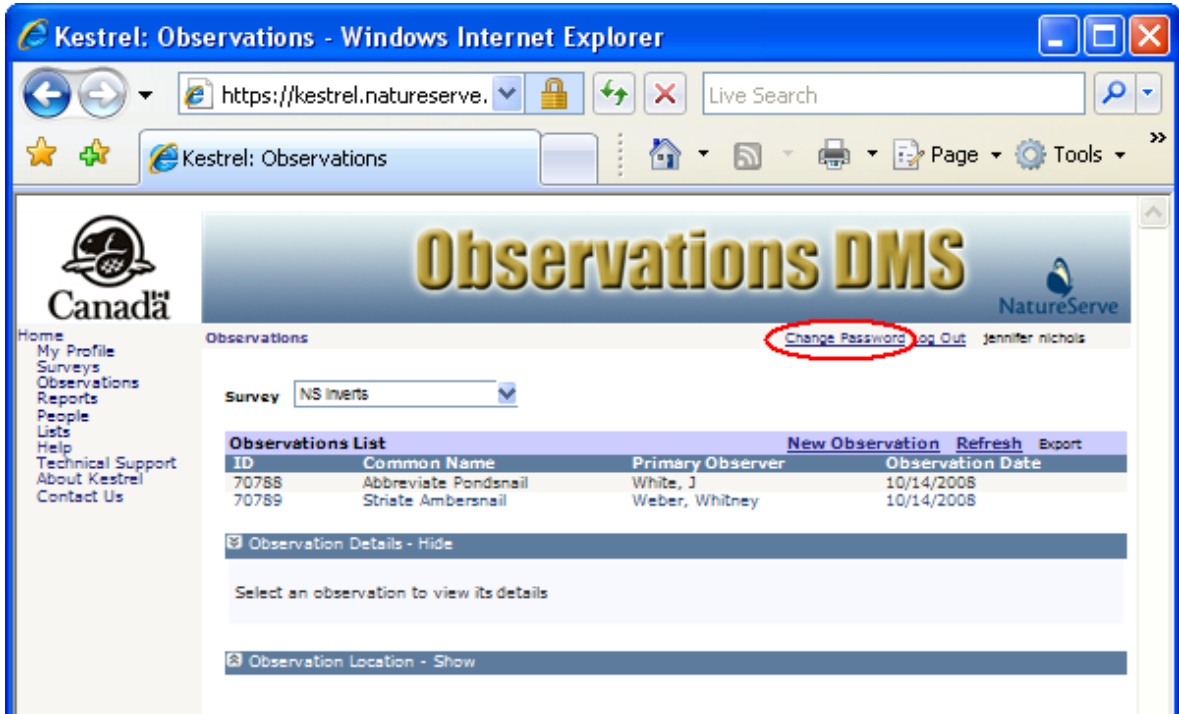 Kestrel: Observations - Windows Internet Explorer
https://kestrel.natureserve. Live Search
Kestrel: Observations Page Tools »
Canadä
Observations DMS
NatureServe
Home
My Profile
Surveys
Observations
Reports
People
Lists
Help
Technical Support
About Kestrel
Contact Us
Observations Change Password Log Out jennifer nichols
Survey NS Inverts
Observations List New Observation Refresh Export
ID Common Name Primary Observer Observation Date
70788 Abbreviate Pondsnail White, J 10/14/2008
70789 Striate Ambersnail Weber, Whitney 10/14/2008
Observation Details - Hide
Select an observation to view its details
Observation Location - Show